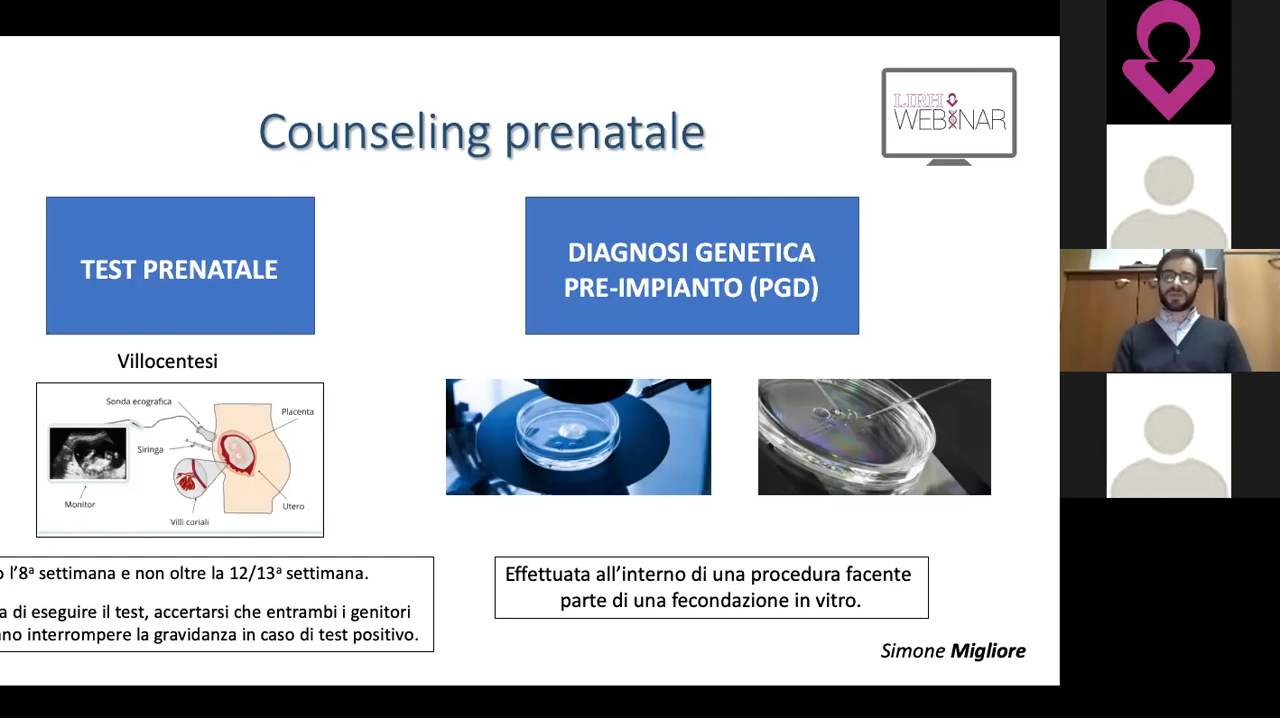 Counseling prenatale
LIRH
WEBINAR
TEST PRENATALE
DIAGNOSI GENETICA
PRE-IMPIANTO (PGD)
Villocentesi
Sonda ecografica
Placenta
Siringa
Monitor
Utero
Villi coriali
o l’8ª settimana e non oltre la 12/13ª settimana.
a di eseguire il test, accertarsi che entrambi i genitori
ano interrompere la gravidanza in caso di test positivo.
Effettuata all’interno di una procedura facente
parte di una fecondazione in vitro.
Simone Migliore